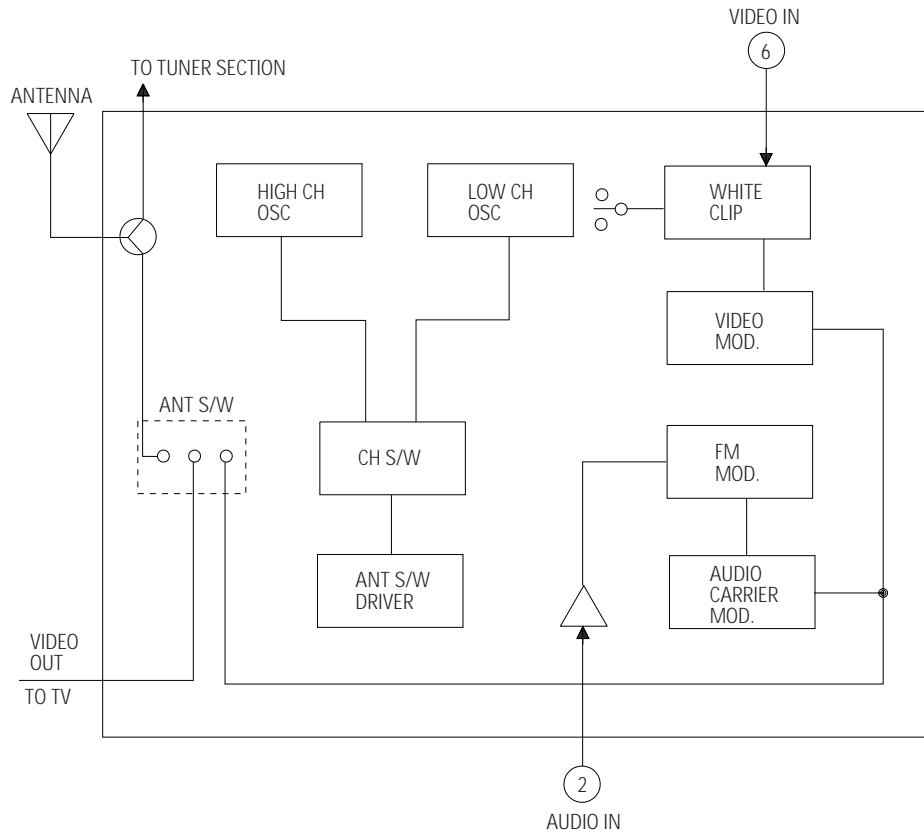 VIDEO IN
6
TO TUNER SECTION
ANTENNA
HIGH CH
OSC
LOW CH
OSC
WHITE
CLIP
VIDEO
MOD.
ANT S/W
CH S/W
FM
MOD.
ANT S/W
DRIVER
AUDIO
CARRIER
MOD.
VIDEO
OUT
TO TV
2
AUDIO IN